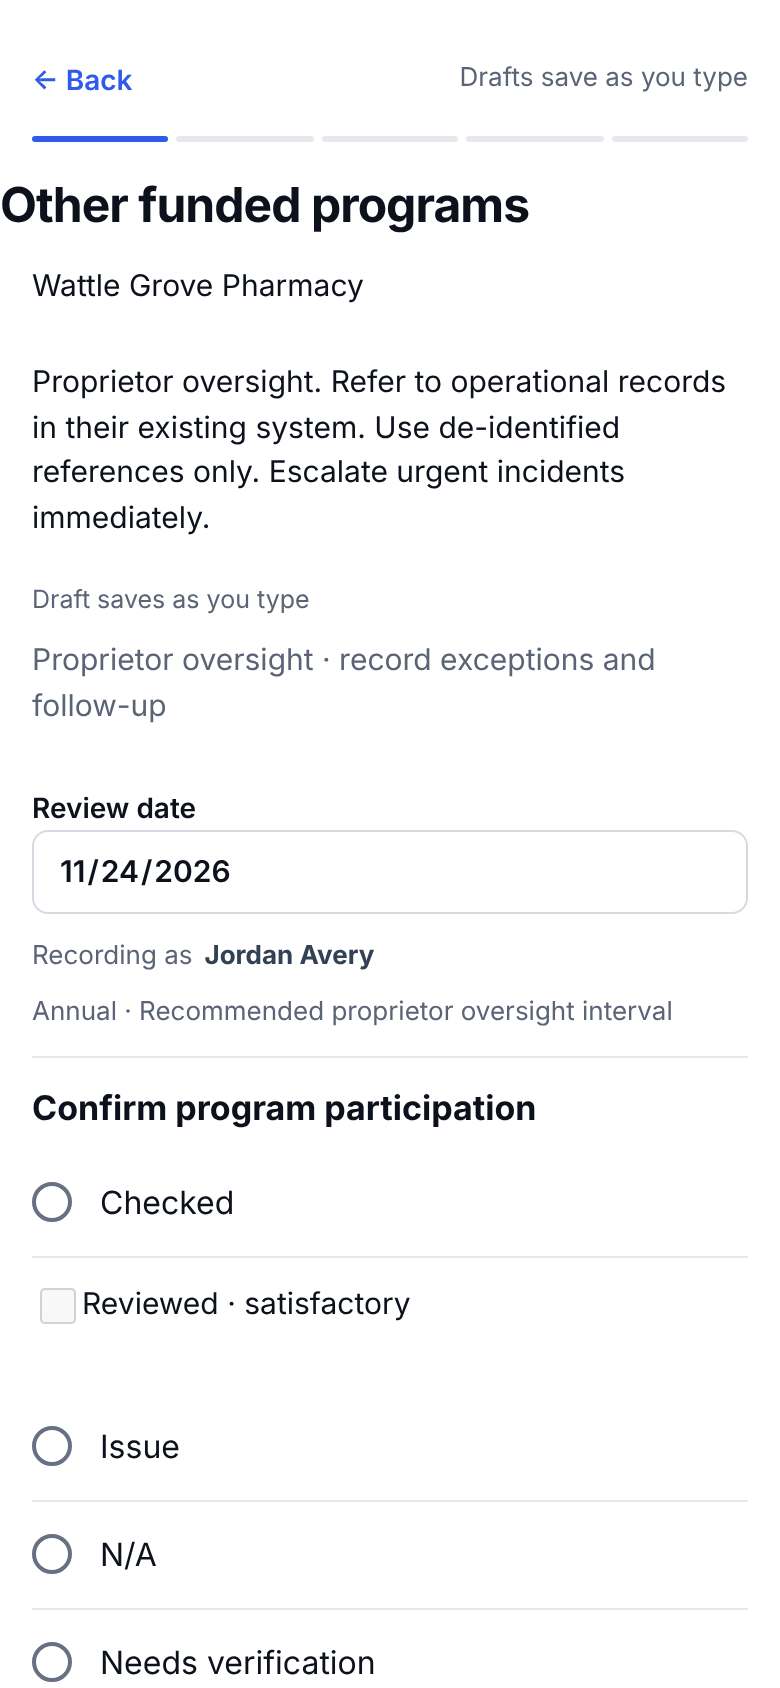 ← Back
Drafts save as you type
Other funded programs
Wattle Grove Pharmacy
Proprietor oversight. Refer to operational records
in their existing system. Use de-identified
references only. Escalate urgent incidents
immediately.
Draft saves as you type
Proprietor oversight · record exceptions and
follow-up
Review date
11/24/2026
Recording as Jordan Avery
Annual · Recommended proprietor oversight interval
Confirm program participation
Checked
Reviewed · satisfactory
Issue
N/A
Needs verification